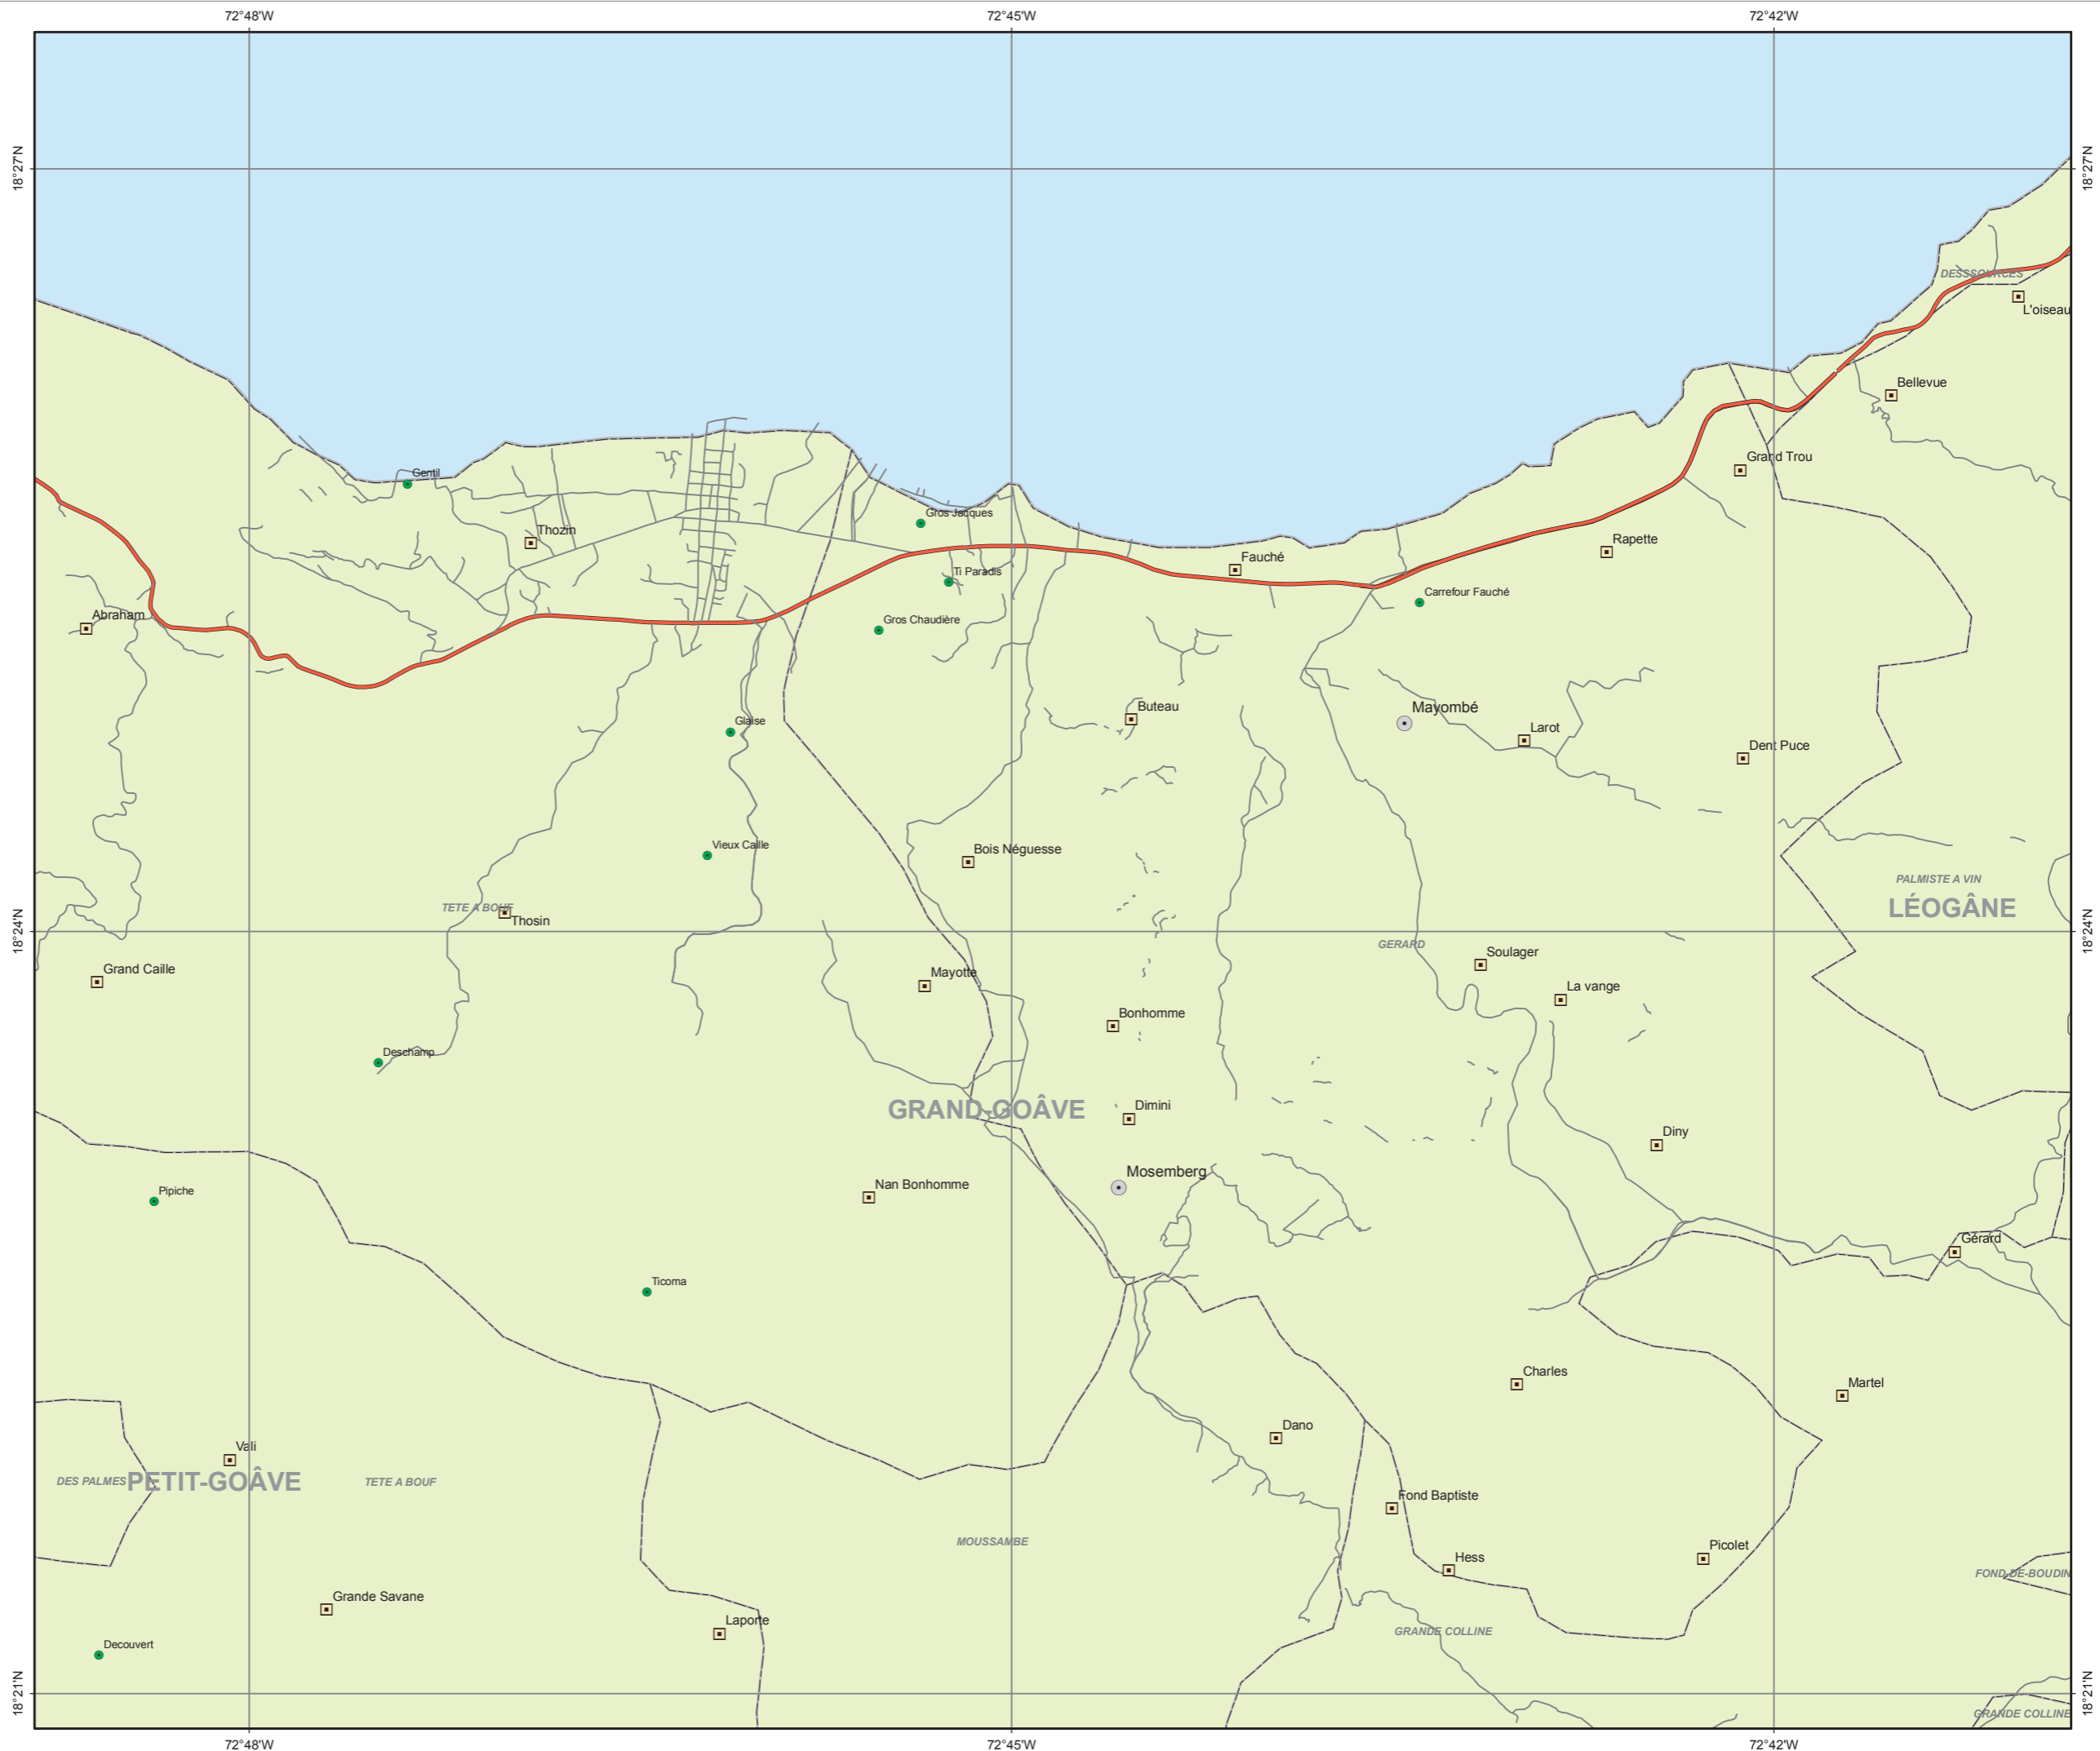 72°48'W
72°45'W
72°42'W
18°27'N
18°27'N
DESSSOURCES
L'oiseau
Bellevue
Grand Trou
Gentil
Gros Jacques
Thozin
Rapette
Fauché
Ti Paradis
Carrefour Fauché
Abraham
Gros Chaudière
Buteau
Mayombé
Glaise
Larot
Dent Puce
Vieux Caille
Bois Néguesse
PALMISTE A VIN
LÉOGÂNE
TETE A BOUF
Thosin
18°24'N
18°24'N
GERARD
Soulager
Grand Caille
Mayotte
La vange
Bonhomme
Deschamp
GRAND-GOÂVE
Dimini
Diny
Mosemberg
Nan Bonhomme
Pipiche
Gérard
Ticoma
Charles
Martel
Dano
Vali
DES PALMES
PETIT-GOÂVE
TETE A BOUF
Fond Baptiste
MOUSSAMBE
Picolet
Hess
FOND-DE-BOUDIN
Grande Savane
Laporte
GRANDE COLLINE
Decouvert
18°21'N
18°21'N
GRANDE COLLINE
72°48'W
72°45'W
72°42'W